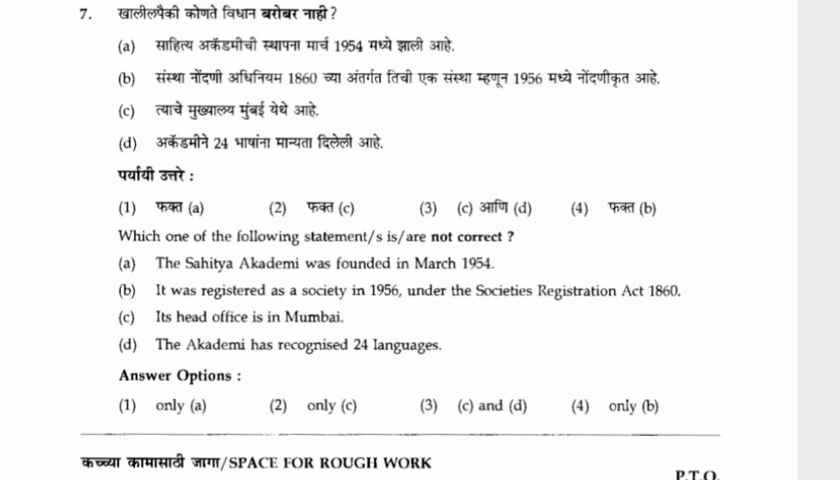 7. खालीलपैकी कोणते विधान बरोबर नाही ?
(a) साहित्य अकॅडमीची स्थापना मार्च 1954 मध्ये झाली आहे.
(b) संस्था नोंदणी अधिनियम 1860 च्या अंतर्गत तिची एक संस्था म्हणून 1956 मध्ये नोंदणीकृत आहे.
(c) त्याचे मुख्यालय मुंबई येथे आहे.
(d) अकॅडमीने 24 भाषांना मान्यता दिलेली आहे.
पर्यायी उत्तरे :
(1) फक्त (a) (2) फक्त (c) (3) (c) आणि (d) (4) फक्त (b)
Which one of the following statement/s is/are not correct ?
(a) The Sahitya Akademi was founded in March 1954.
(b) It was registered as a society in 1956, under the Societies Registration Act 1860.
(c) Its head office is in Mumbai.
(d) The Akademi has recognised 24 languages.
Answer Options :
(1) only (a) (2) only (c) (3) (c) and (d) (4) only (b)
कच्च्या कामासाठी जागा/SPACE FOR ROUGH WORK
P.T.O.